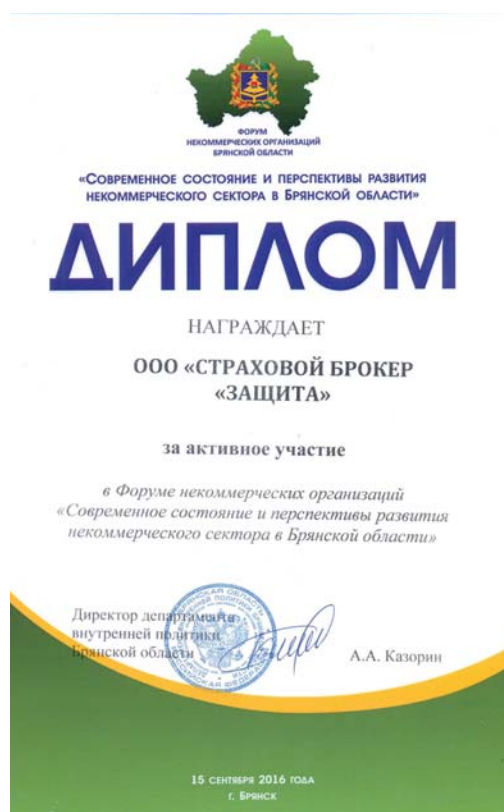 ФОРУМ
НЕКОММЕРЧЕСКИХ ОРГАНИЗАЦИЙ
БРЯНСКОЙ ОБЛАСТИ
«Современное состояние и перспективы развития
некоммерческого сектора в Брянской области»
ДИПЛОМ
НАГРАЖДАЕТ
ООО «СТРАХОВОЙ БРОКЕР
«ЗАЩИТА»
за активное участие
в Форуме некоммерческих организаций
«Современное состояние и перспективы развития
некоммерческого сектора в Брянской области»
Директор департамента
внутренней политики
Брянской области
А.А. Казорин
15 СЕНТЯБРЯ 2016 ГОДА
г. Брянск